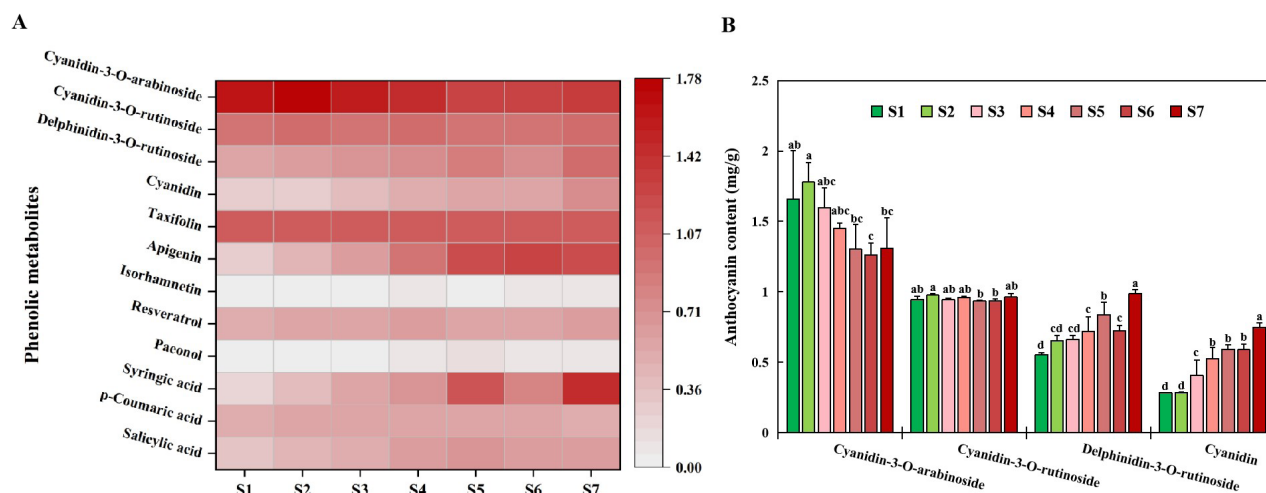 A
Phenolic metabolites
Cyanidin-3-O-arabinoside
Cyanidin-3-O-rutinoside
Delphinidin-3-O-rutinoside
Cyanidin
Taxifolin
Apigenin
Isorhamnetin
Resveratrol
Paconol
Syringic acid
p-Coumaric acid
Salicylic acid
S1 S2 S3 S4 S5 S6 S7
1.78
1.42
1.07
0.71
0.36
0.00
B
Anthocyanin content (mg/g)
2.5
2
1.5
1
0.5
0
S1 S2 S3 S4 S5 S6 S7
ab a abc abc bc c bc
ab a ab ab b b ab
d cd cd c b c a
d d c b b b a
Cyanidin-3-O-arabinoside
Cyanidin-3-O-rutinoside
Delphinidin-3-O-rutinoside
Cyanidin